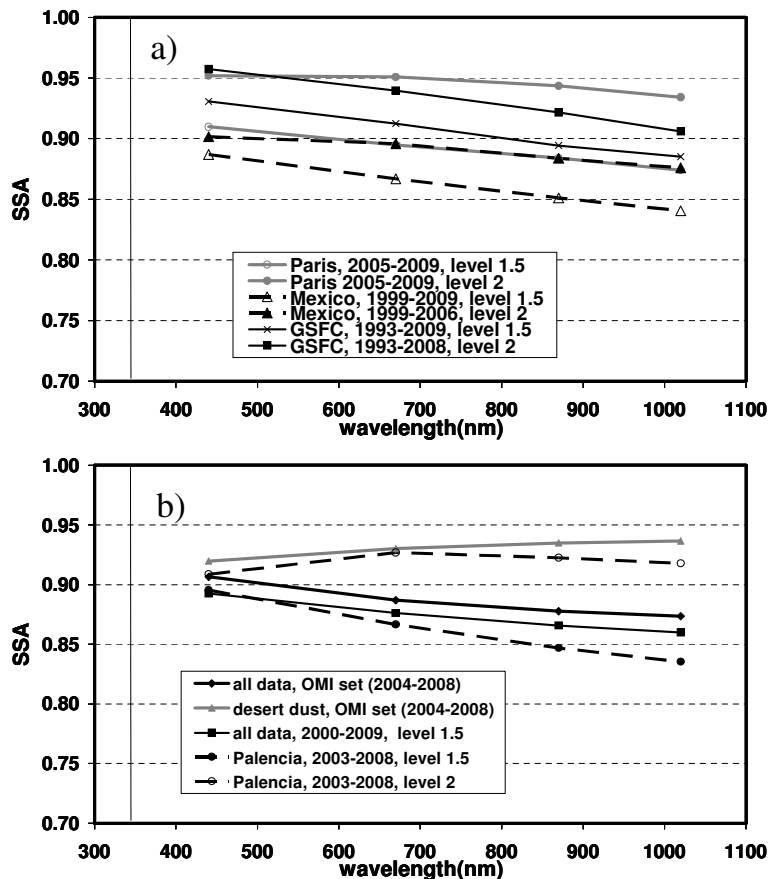 1.00
a)
0.95
0.90
SSA
0.85
0.80
Paris, 2005-2009, level 1.5
Paris 2005-2009, level 2
Mexico, 1999-2009, level 1.5
Mexico, 1999-2006, level 2
GSFC, 1993-2009, level 1.5
GSFC, 1993-2008, level 2
0.75
0.70
300 400 500 600 700 800 900 1000 1100
wavelength(nm)
1.00
b)
0.95
0.90
SSA
0.85
0.80
all data, OMI set (2004-2008)
desert dust, OMI set (2004-2008)
all data, 2000-2009, level 1.5
Palencia, 2003-2008, level 1.5
Palencia, 2003-2008, level 2
0.75
0.70
300 400 500 600 700 800 900 1000 1100
wavelength(nm)